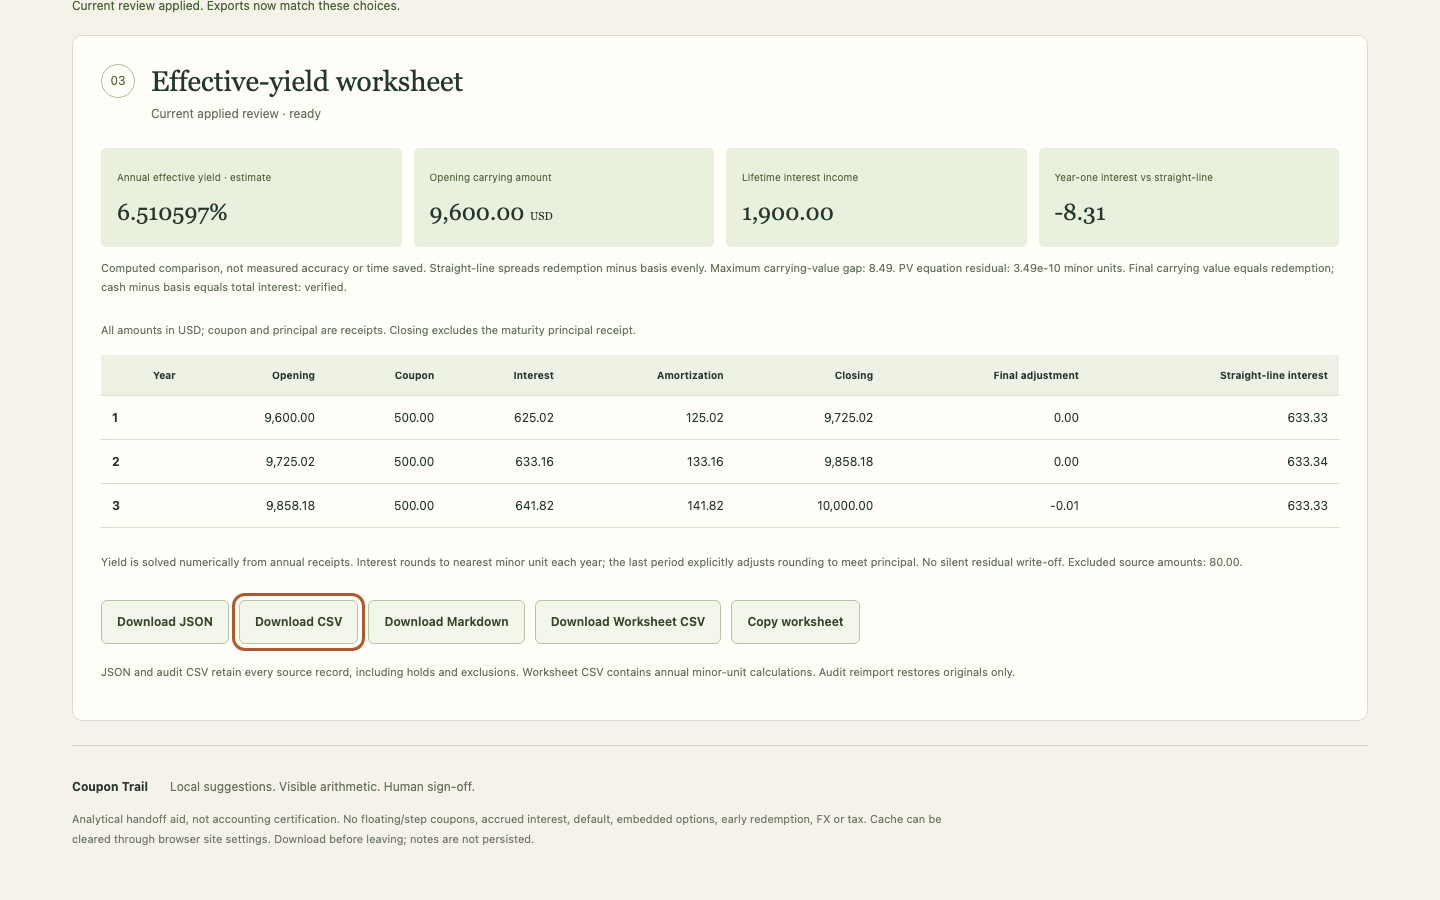 Current review applied. Exports now match these choices.
03
Effective-yield worksheet
Current applied review · ready
Annual effective yield · estimate
6.510597%
Opening carrying amount
9,600.00 USD
Lifetime interest income
1,900.00
Year-one interest vs straight-line
-8.31
Computed comparison, not measured accuracy or time saved. Straight-line spreads redemption minus basis evenly. Maximum carrying-value gap: 8.49. PV equation residual: 3.49e-10 minor units. Final carrying value equals redemption;
cash minus basis equals total interest: verified.
All amounts in USD; coupon and principal are receipts. Closing excludes the maturity principal receipt.
Year Opening Coupon Interest Amortization Closing Final adjustment Straight-line interest
1 9,600.00 500.00 625.02 125.02 9,725.02 0.00 633.33
2 9,725.02 500.00 633.16 133.16 9,858.18 0.00 633.34
3 9,858.18 500.00 641.82 141.82 10,000.00 -0.01 633.33
Yield is solved numerically from annual receipts. Interest rounds to nearest minor unit each year; the last period explicitly adjusts rounding to meet principal. No silent residual write-off. Excluded source amounts: 80.00.
Download JSON Download CSV Download Markdown Download Worksheet CSV Copy worksheet
JSON and audit CSV retain every source record, including holds and exclusions. Worksheet CSV contains annual minor-unit calculations. Audit reimport restores originals only.
Coupon Trail Local suggestions. Visible arithmetic. Human sign-off.
Analytical handoff aid, not accounting certification. No floating/step coupons, accrued interest, default, embedded options, early redemption, FX or tax. Cache can be
cleared through browser site settings. Download before leaving; notes are not persisted.